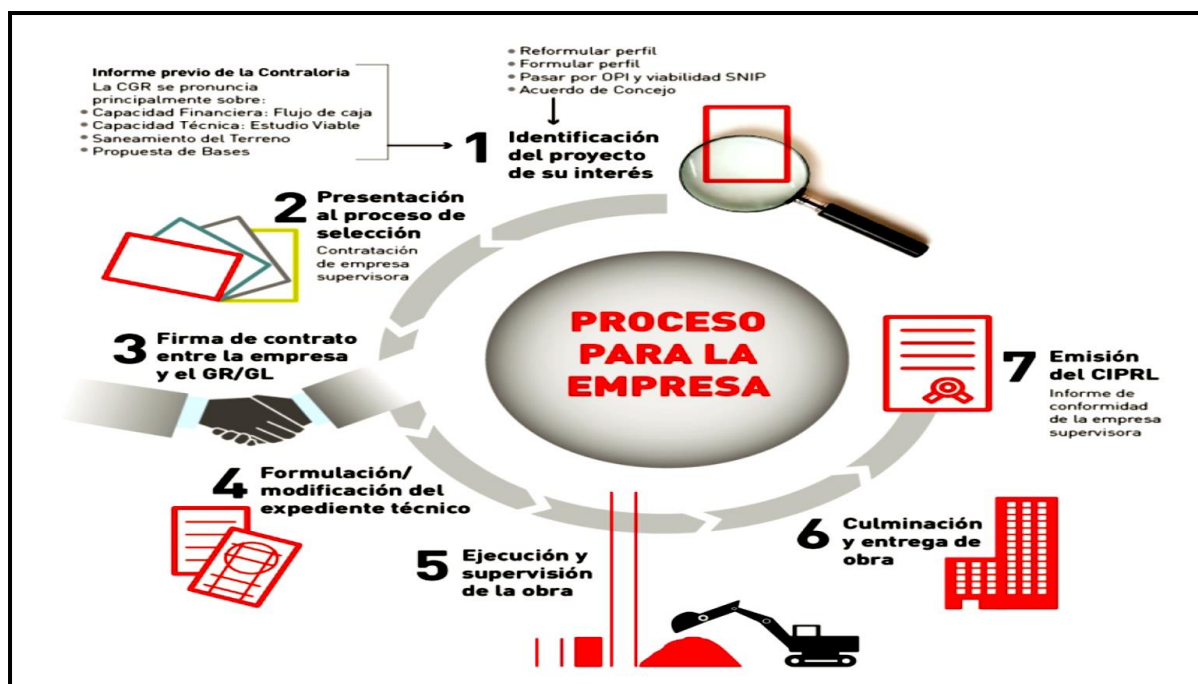 Informe previo de la Contraloria
La CGR se pronuncia
principalmente sobre:
• Capacidad Financiera: Flujo de caja
• Capacidad Técnica: Estudio Viable
• Saneamiento del Terreno
• Propuesta de Bases
• Reformular perfil
• Formular perfil
• Pasar por OPI y viabilidad SNIP
• Acuerdo de Concejo
1 Identificación
del proyecto
de su interés
2 Presentación
al proceso de
selección
Contratación
de empresa
supervisora
3 Firma de contrato
entre la empresa
y el GR/GL
4 Formulación/
modificación del
expediente técnico
5 Ejecución y
supervisión
de la obra
6 Culminación
y entrega de
obra
7 Emisión
del CIPRL
Informe de
conformidad
de la empresa
supervisora
PROCESO
PARA LA
EMPRESA